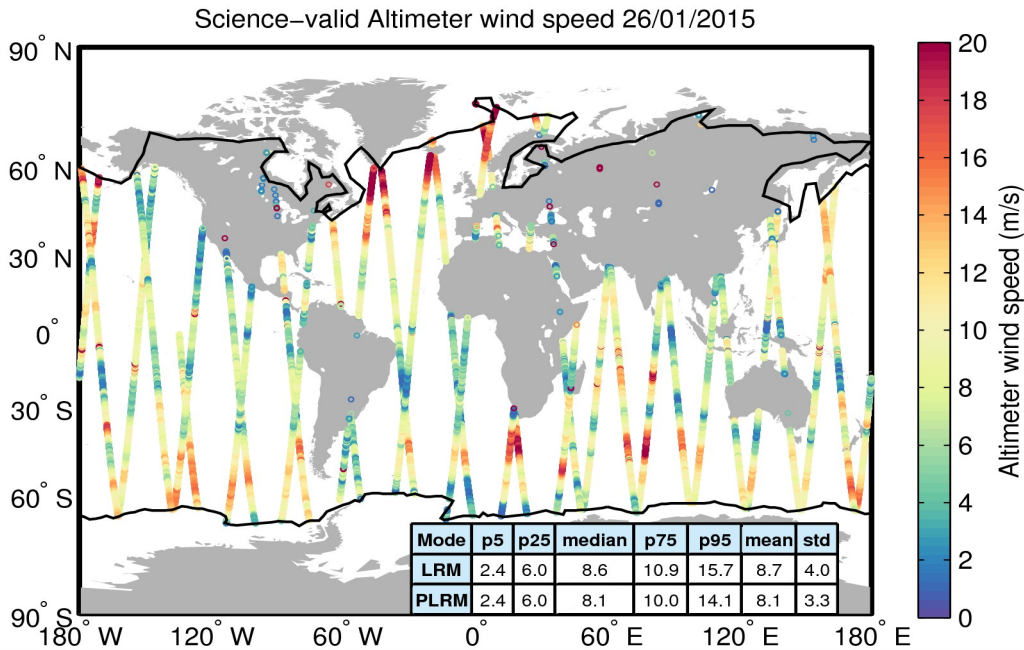 Science−valid Altimeter wind speed 26/01/2015
90° N
60° N
30° N
0°
30° S
60° S
90° S
180° W
120° W
60° W
0°
60° E
120° E
180° E
Mode p5 p25 median p75 p95 mean std
LRM 2.4 6.0 8.6 10.9 15.7 8.7 4.0
PLRM 2.4 6.0 8.1 10.0 14.1 8.1 3.3
20
18
16
14
12
10
8
6
4
2
0
Altimeter wind speed (m/s)